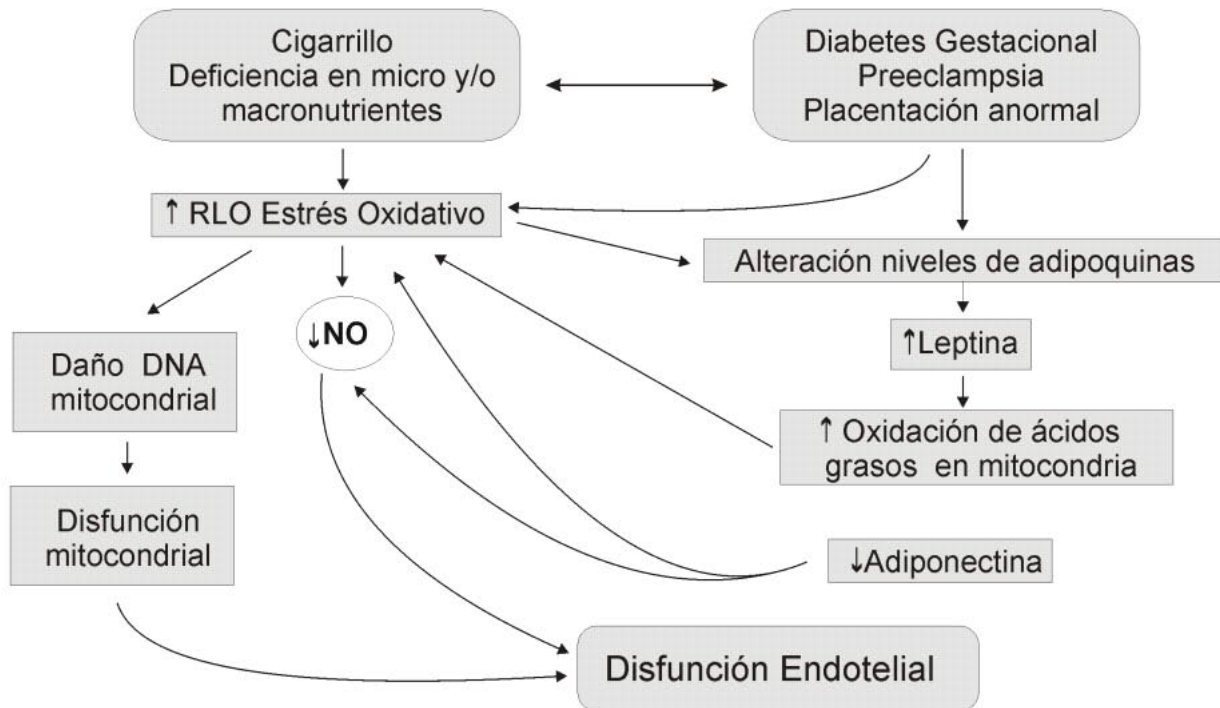 Cigarrillo
Deficiencia en micro y/o
macronutrientes
Diabetes Gestacional
Preeclampsia
Placentación anormal
↑ RLO Estrés Oxidativo
Alteración niveles de adipoquinas
↓NO
↑Leptina
Daño DNA
mitocondrial
↑ Oxidación de ácidos
grasos en mitocondria
Disfunción
mitocondrial
↓Adiponectina
Disfunción Endotelial